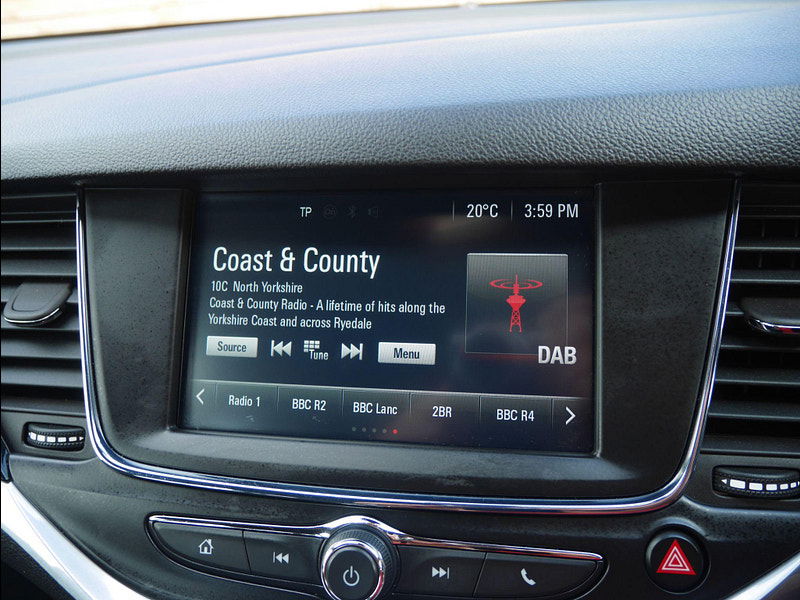 TP
20°C
3:59 PM
Coast & County
10C North Yorkshire
Coast & County Radio - A lifetime of hits along the
Yorkshire Coast and across Ryedale
Source
Tune
Menu
DAB
Radio 1
BBC R2
BBC Lanc
2BR
BBC R4